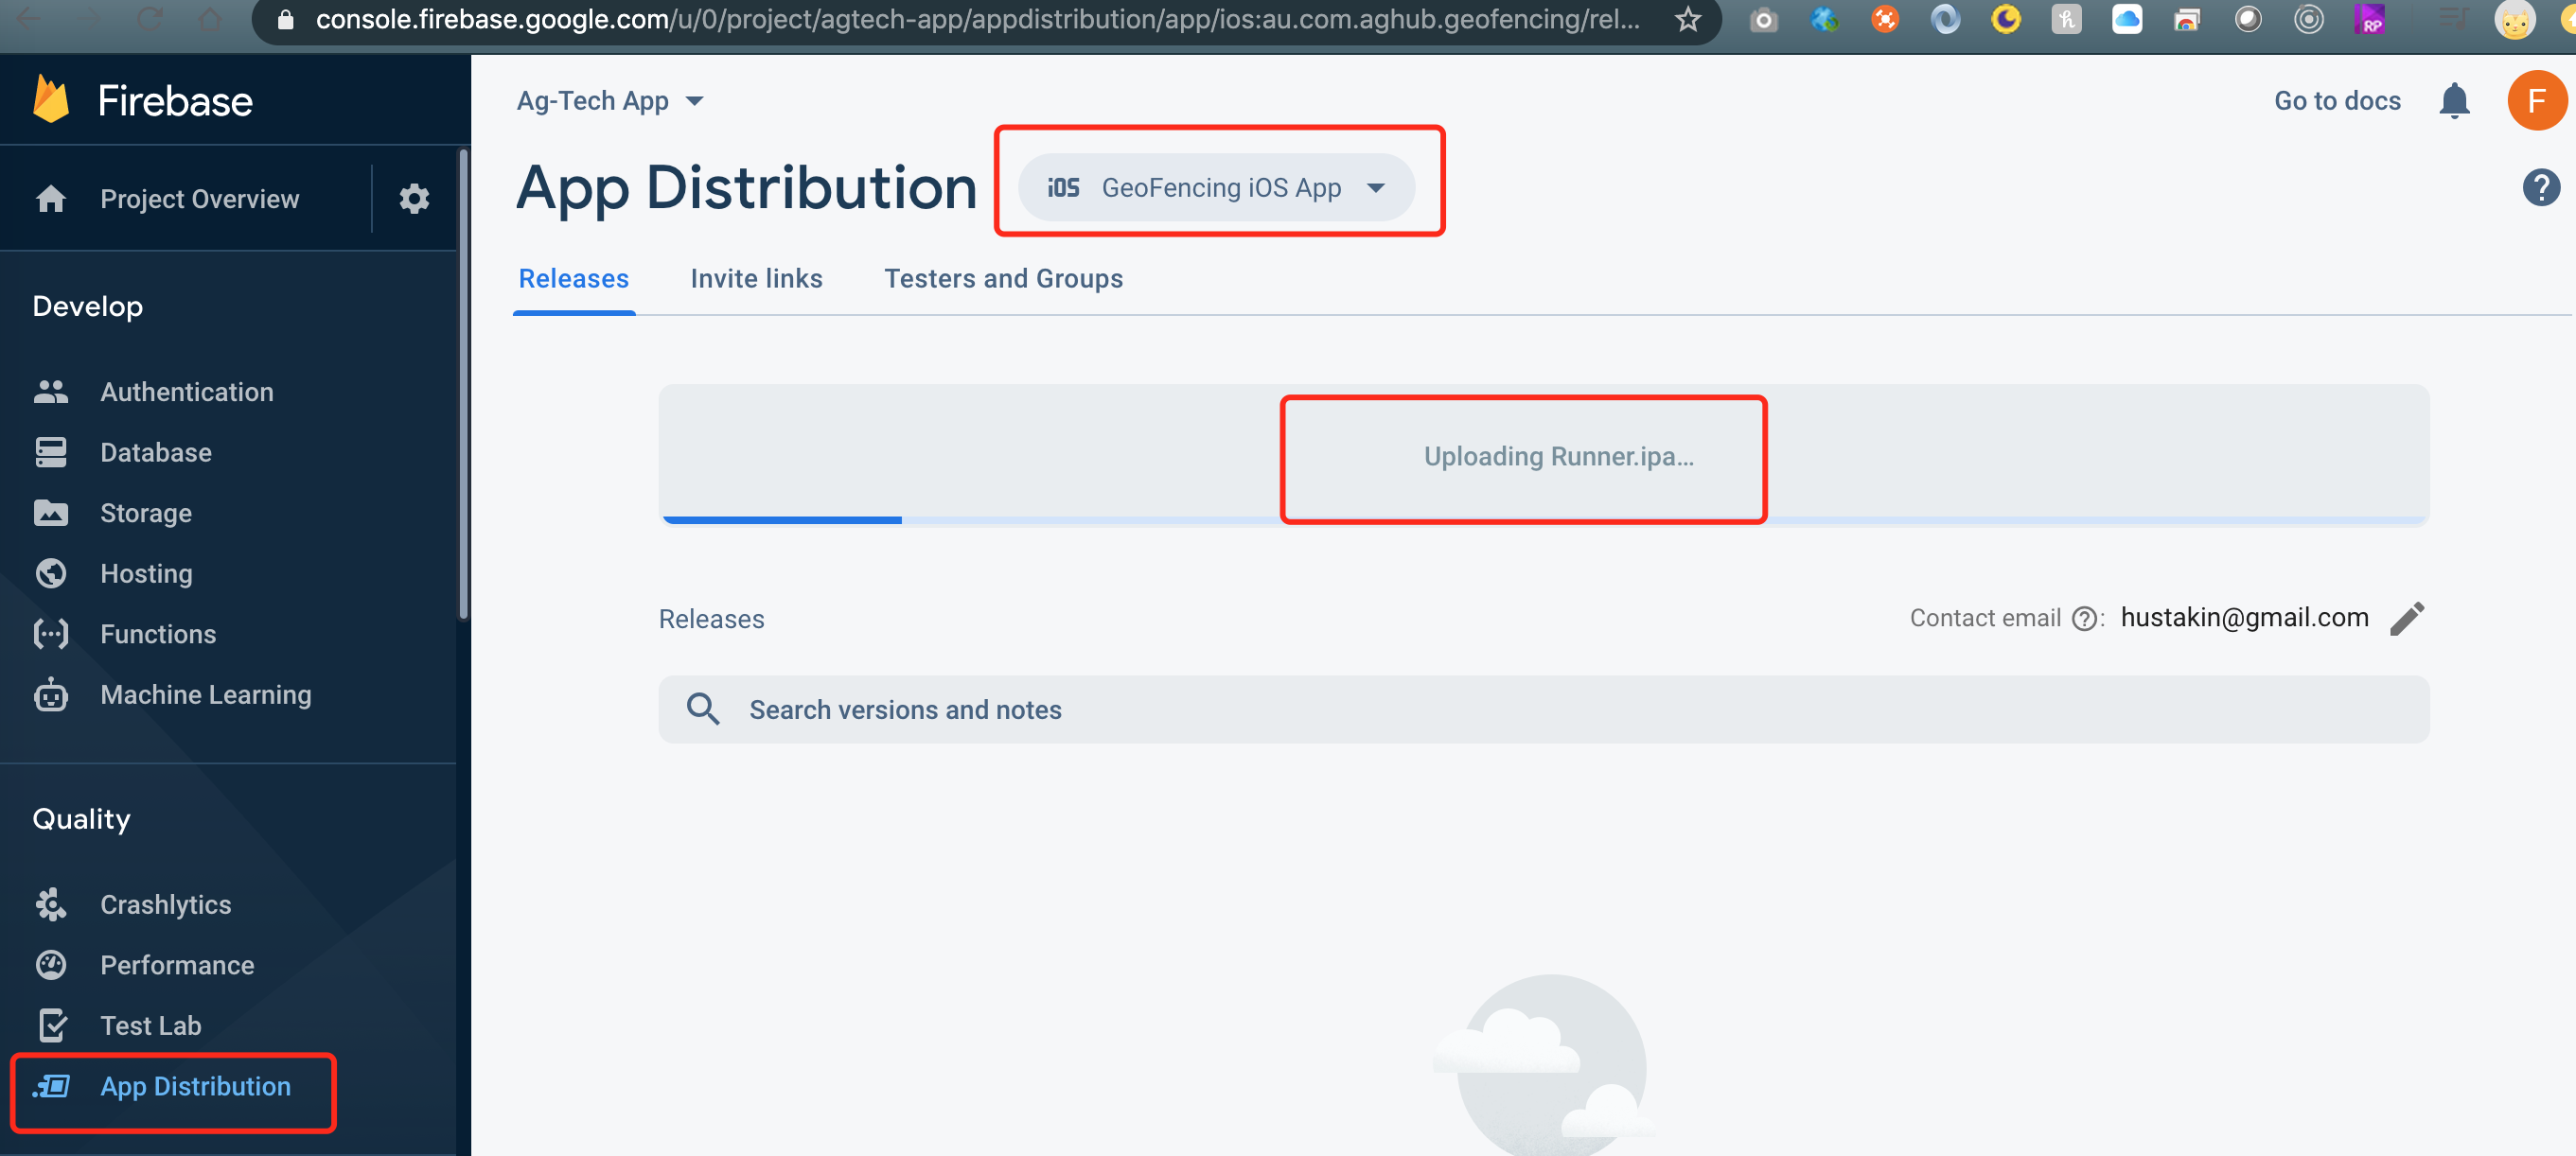 console.firebase.google.com/u/0/project/agtech-app/appdistribution/app/ios:au.com.aghub.geofencing/rel...
Firebase
Ag-Tech App
Go to docs
F
Project Overview
App Distribution
iOS GeoFencing iOS App
Releases Invite links Testers and Groups
Develop
Authentication
Database
Storage
Hosting
Functions
Machine Learning
Uploading Runner.ipa...
Releases
Contact email ?: hustakin@gmail.com
Search versions and notes
Quality
Crashlytics
Performance
Test Lab
App Distribution
RP